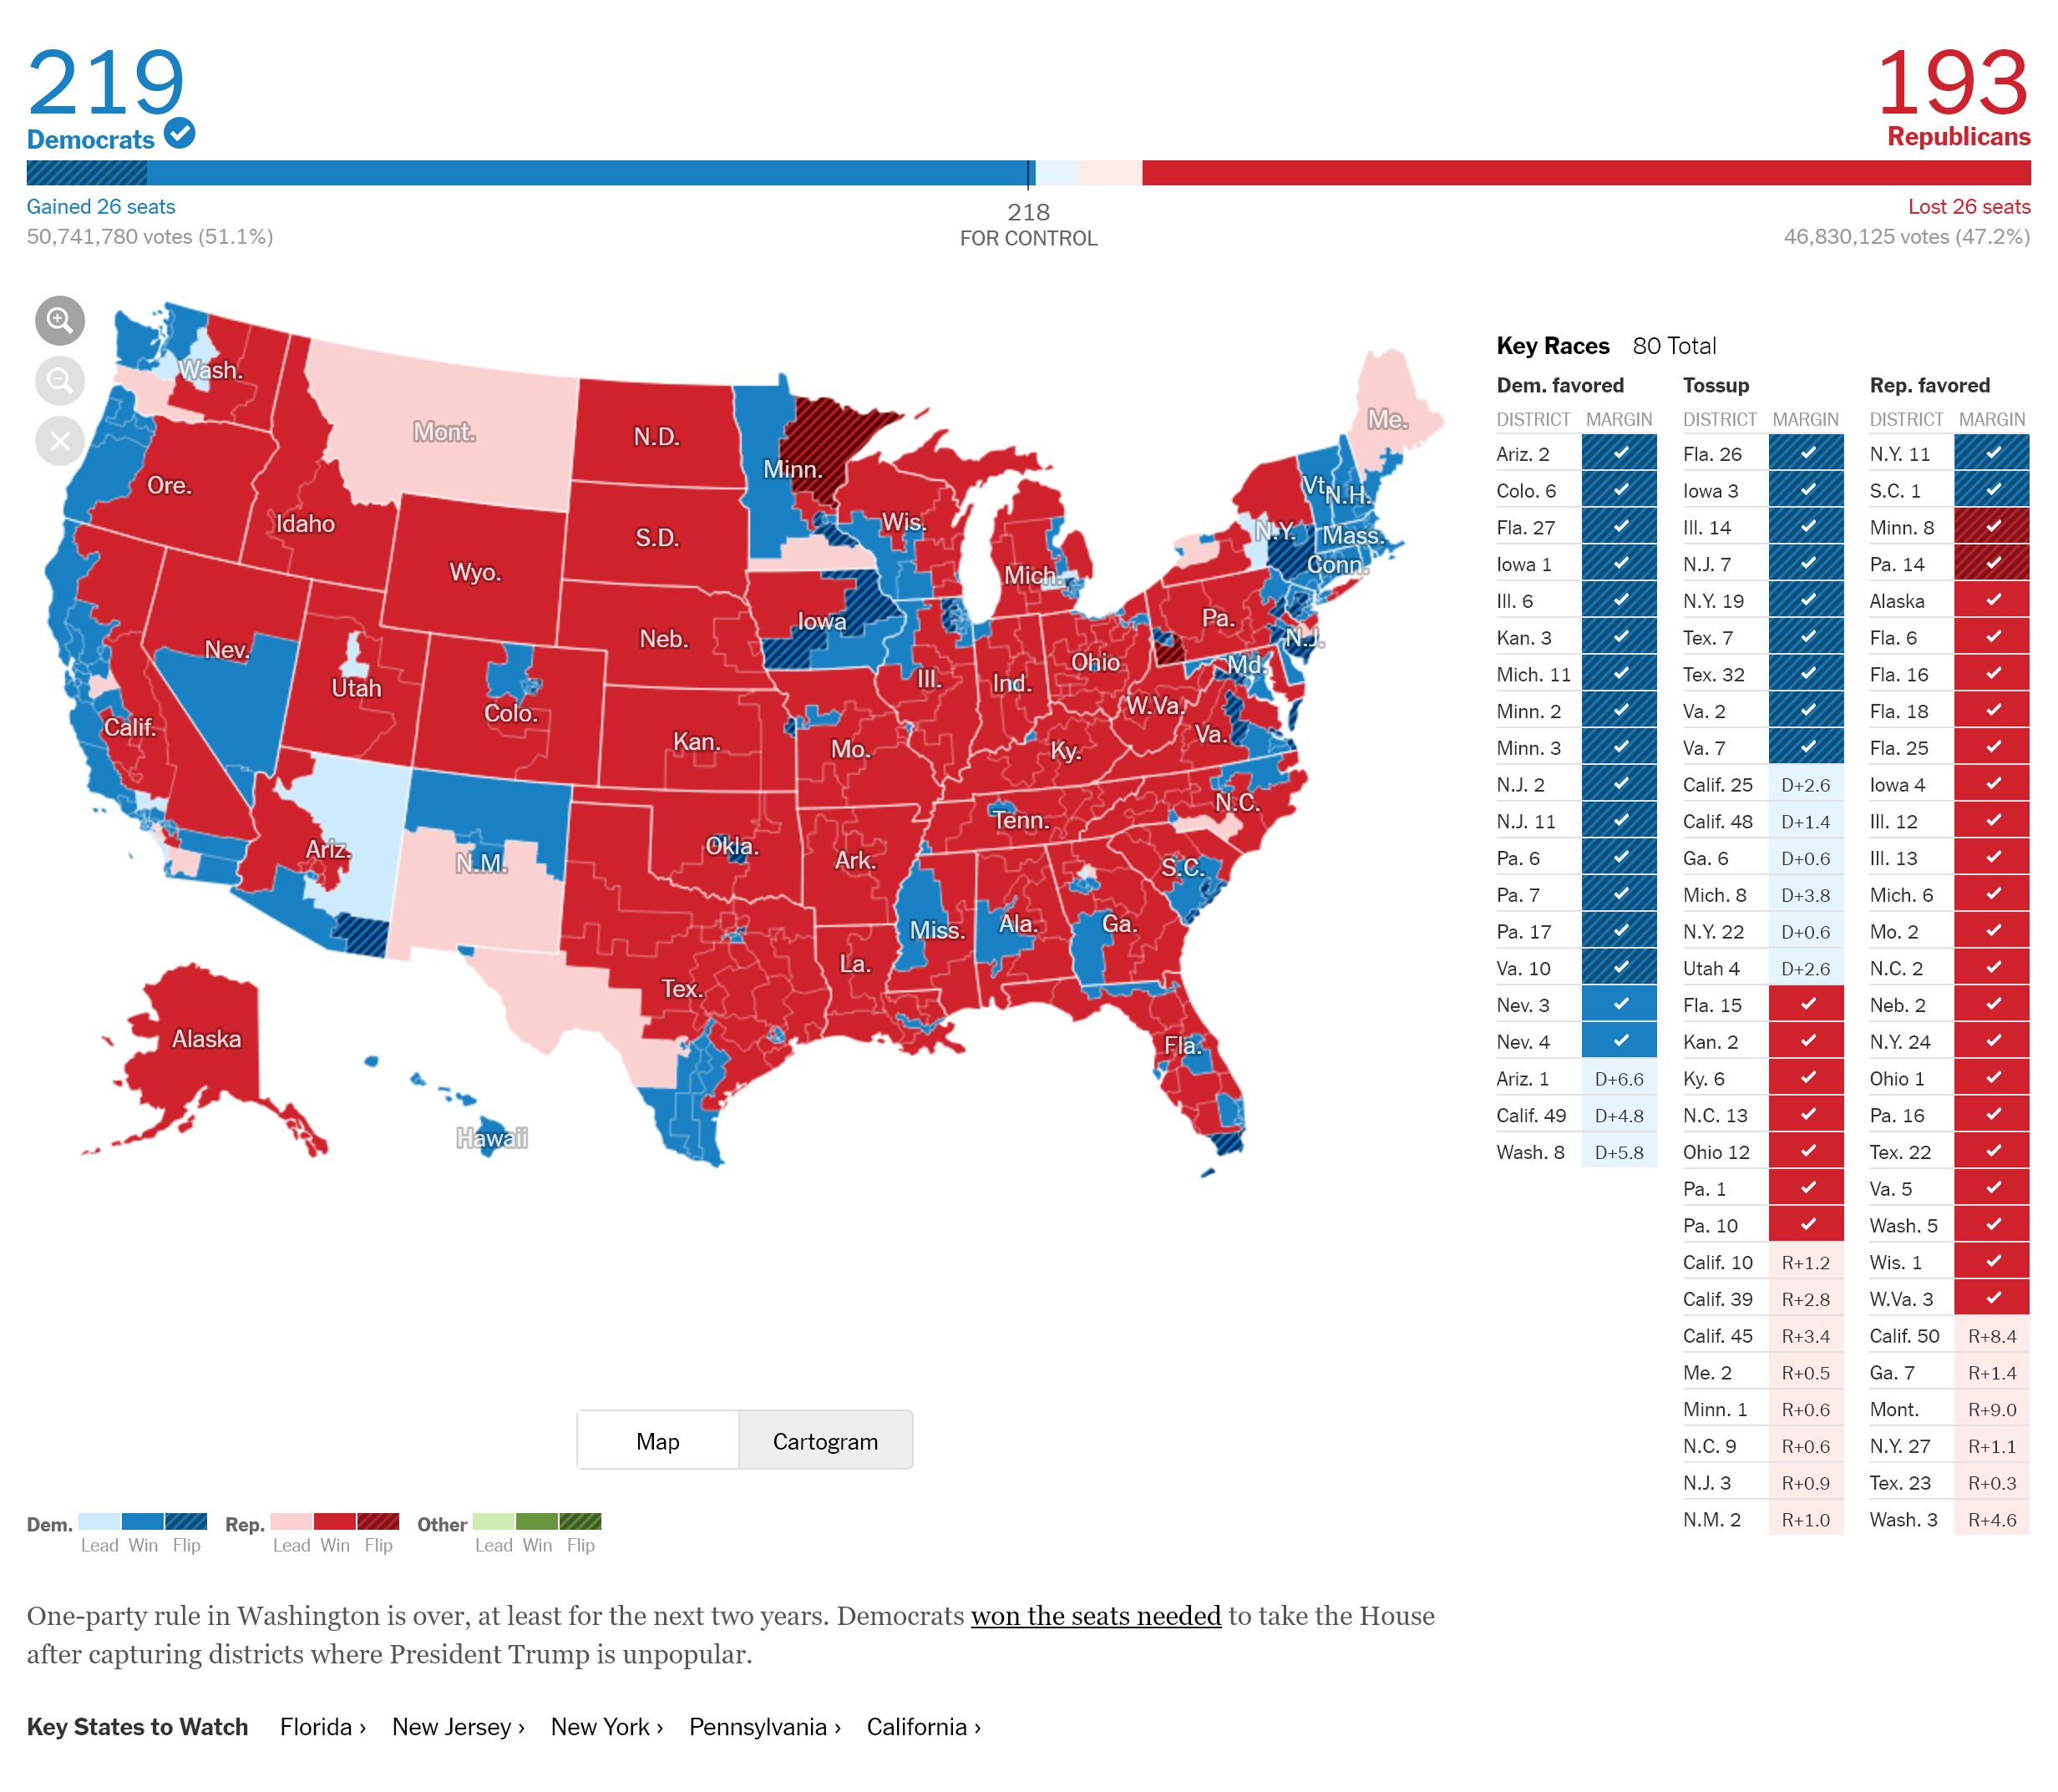 219
193
Democrats
Republicans
Gained 26 seats
218
Lost 26 seats
50,741,780 votes (51.1%)
FOR CONTROL
46,830,125 votes (47.2%)
Wash.
Mont.
N.D.
Minn.
Me.
Ore.
Idaho
S.D.
Wis.
Vt.
N.H.
N.Y.
Mass.
Wyo.
Mich.
Conn.
Nev.
Neb.
Iowa
Pa.
N.J.
Utah
Colo.
Ill.
Ind.
Ohio
Md.
Calif.
Kan.
Mo.
Ky.
W.Va.
Va.
Ariz.
N.M.
Okla.
Ark.
Tenn.
N.C.
S.C.
Miss.
Ala.
Ga.
La.
Tex.
Fla.
Alaska
Hawaii
Key Races 80 Total
Dem. favored
DISTRICT MARGIN
Ariz. 2
Colo. 6
Fla. 27
Iowa 1
Ill. 6
Kan. 3
Mich. 11
Minn. 2
Minn. 3
N.J. 2
N.J. 11
Pa. 6
Pa. 7
Pa. 17
Va. 10
Nev. 3
Nev. 4
Ariz. 1 D+6.6
Calif. 49 D+4.8
Wash. 8 D+5.8
Tossup
DISTRICT MARGIN
Fla. 26
Iowa 3
Ill. 14
N.J. 7
N.Y. 19
Tex. 7
Tex. 32
Va. 2
Va. 7
Calif. 25 D+2.6
Calif. 48 D+1.4
Ga. 6 D+0.6
Mich. 8 D+3.8
N.Y. 22 D+0.6
Utah 4 D+2.6
Fla. 15
Kan. 2
Ky. 6
N.C. 13
Ohio 12
Pa. 1
Pa. 10
Calif. 10 R+1.2
Calif. 39 R+2.8
Calif. 45 R+3.4
Me. 2 R+0.5
Minn. 1 R+0.6
N.C. 9 R+0.6
N.J. 3 R+0.9
N.M. 2 R+1.0
Rep. favored
DISTRICT MARGIN
N.Y. 11
S.C. 1
Minn. 8
Pa. 14
Alaska
Fla. 6
Fla. 16
Fla. 18
Fla. 25
Iowa 4
Ill. 12
Ill. 13
Mich. 6
Mo. 2
N.C. 2
Neb. 2
N.Y. 24
Ohio 1
Pa. 16
Tex. 22
Va. 5
Wash. 5
Wis. 1
W.Va. 3
Calif. 50 R+8.4
Ga. 7 R+1.4
Mont. R+9.0
N.Y. 27 R+1.1
Tex. 23 R+0.3
Wash. 3 R+4.6
Map Cartogram
Dem. Rep. Other
Lead Win Flip Lead Win Flip Lead Win Flip
One-party rule in Washington is over, at least for the next two years. Democrats won the seats needed to take the House
after capturing districts where President Trump is unpopular.
Key States to Watch Florida › New Jersey › New York › Pennsylvania › California ›